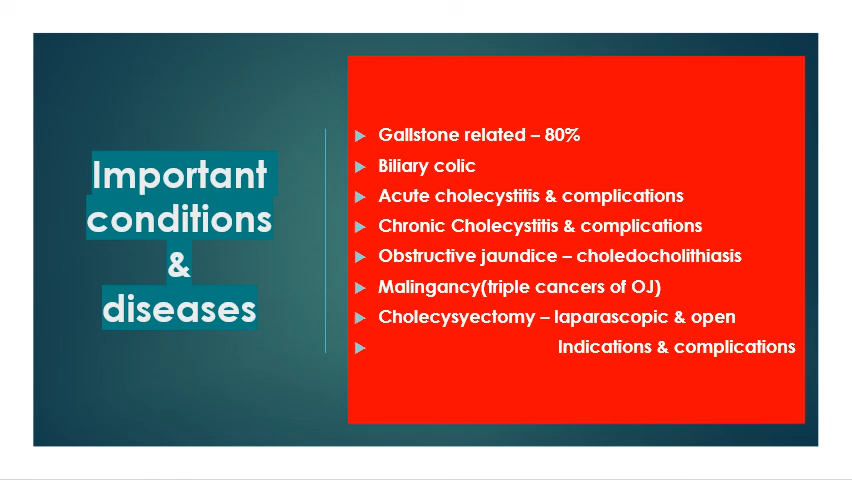 Important
conditions
&
diseases
Gallstone related – 80%
Biliary colic
Acute cholecystitis & complications
Chronic Cholecystitis & complications
Obstructive jaundice – choledocholithiasis
Malingancy(triple cancers of OJ)
Cholecysyectomy – laparascopic & open
Indications & complications